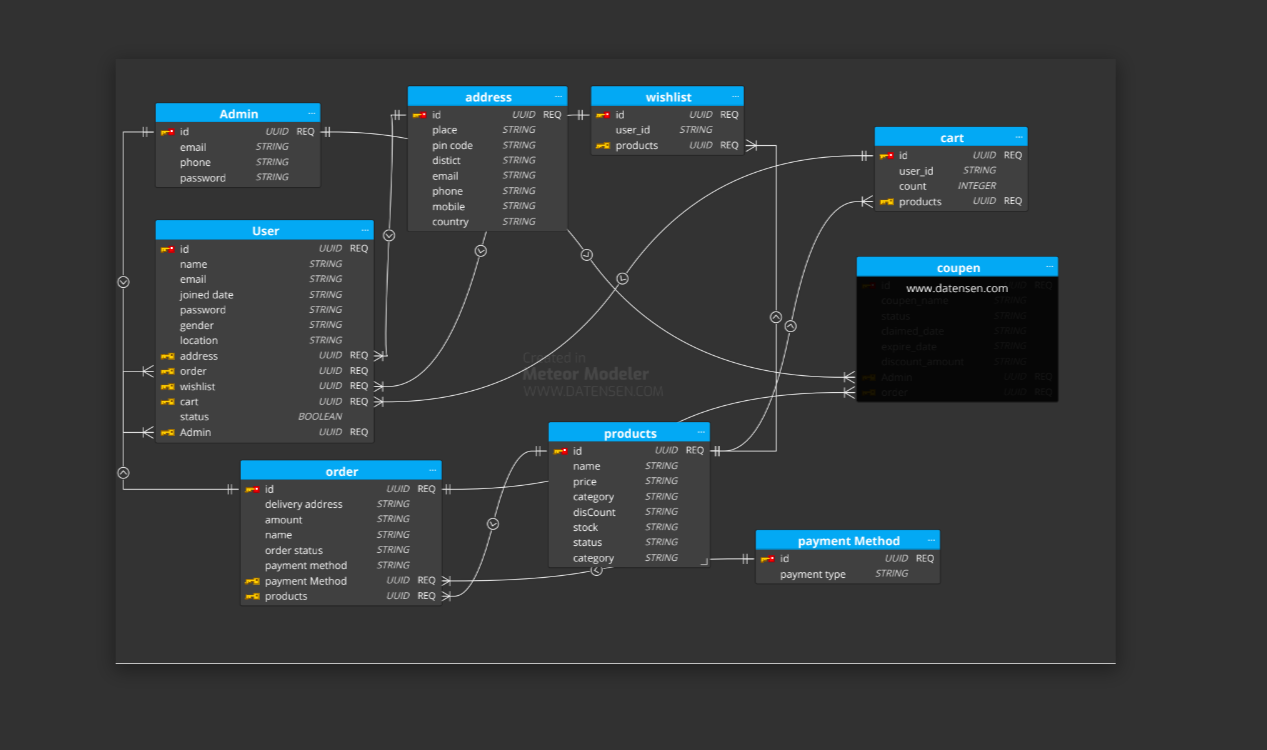 Admin
id UUID REQ
email STRING
phone STRING
password STRING
address
id UUID REQ
place STRING
pin code STRING
distict STRING
email STRING
phone STRING
mobile STRING
country STRING
wishlist
id UUID REQ
user_id STRING
products UUID REQ
cart
id UUID REQ
user_id STRING
count INTEGER
products UUID REQ
User
id UUID REQ
name STRING
email STRING
joined date STRING
password STRING
gender STRING
location STRING
address UUID REQ
order UUID REQ
wishlist UUID REQ
cart UUID REQ
status BOOLEAN
Admin UUID REQ
coupen
www.datensen.com
id UUID REQ
coupen_name STRING
status STRING
claimed_date STRING
expire_date STRING
discount_amount STRING
Admin UUID REQ
order UUID REQ
Created in
Meteor Modeler
WWW.DATENSEN.COM
products
id UUID REQ
name STRING
price STRING
category STRING
disCount STRING
stock STRING
status STRING
category STRING
order
id UUID REQ
delivery address STRING
amount STRING
name STRING
order status STRING
payment method STRING
payment Method UUID REQ
products UUID REQ
payment Method
id UUID REQ
payment type STRING